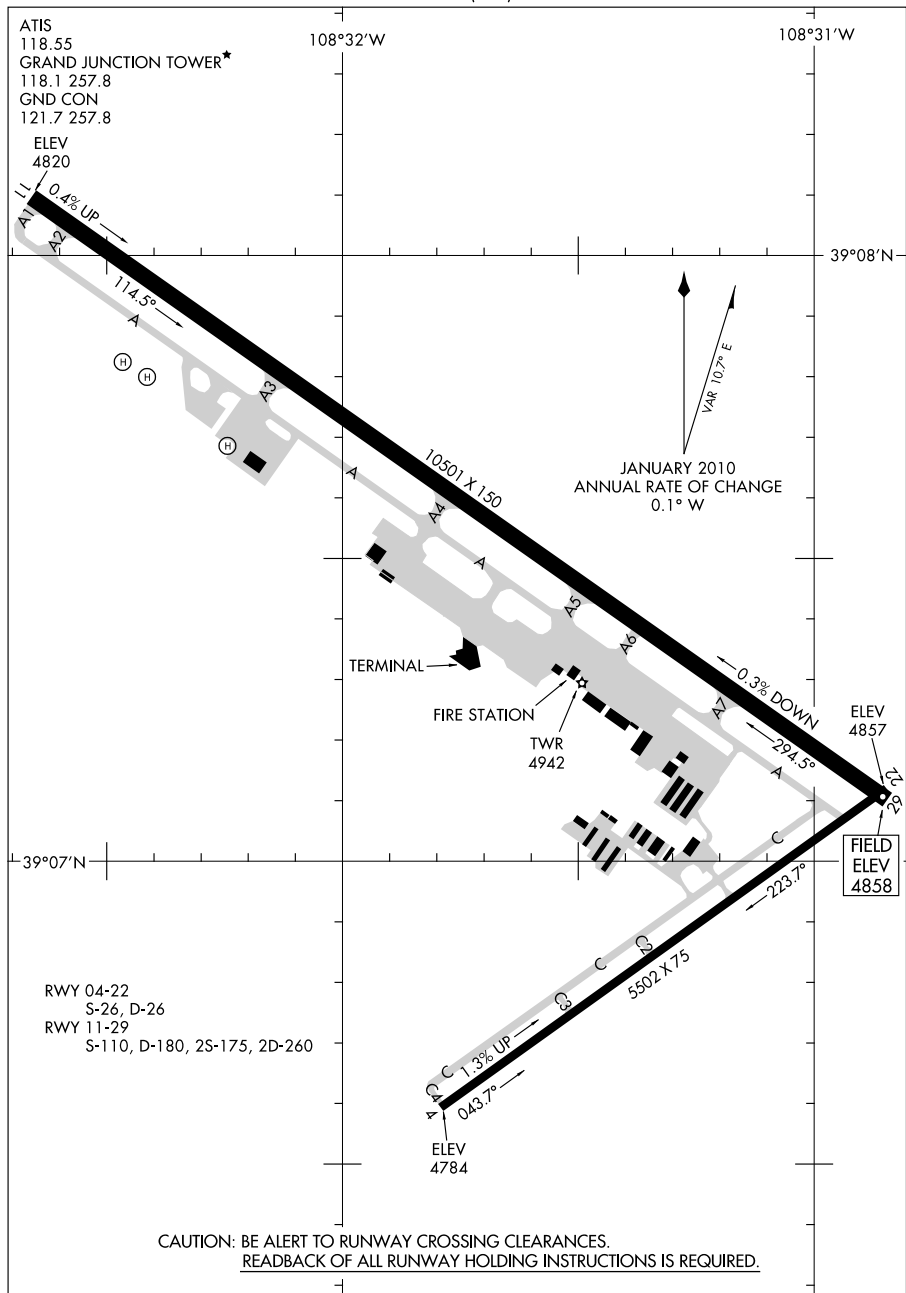 ATIS
118.55
GRAND JUNCTION TOWER★
118.1 257.8
GND CON
121.7 257.8
108°32'W
108°31'W
ELEV
4820
11
0.4% UP
A1
A2
114.5°
A
39°08'N
VAR 10.7° E
JANUARY 2010
ANNUAL RATE OF CHANGE
0.1° W
H
H
H
A3
A
10501 X 150
A4
A
A5
A6
TERMINAL
FIRE STATION
TWR
4942
A7
0.3% DOWN
294.5°
A
ELEV
4857
22
29
FIELD
ELEV
4858
39°07'N
C
223.7°
C2
C
5502 X 75
C3
RWY 04-22
S-26, D-26
RWY 11-29
S-110, D-180, 2S-175, 2D-260
1.3% UP
C
043.7°
C4
4
ELEV
4784
CAUTION: BE ALERT TO RUNWAY CROSSING CLEARANCES.
READBACK OF ALL RUNWAY HOLDING INSTRUCTIONS IS REQUIRED.